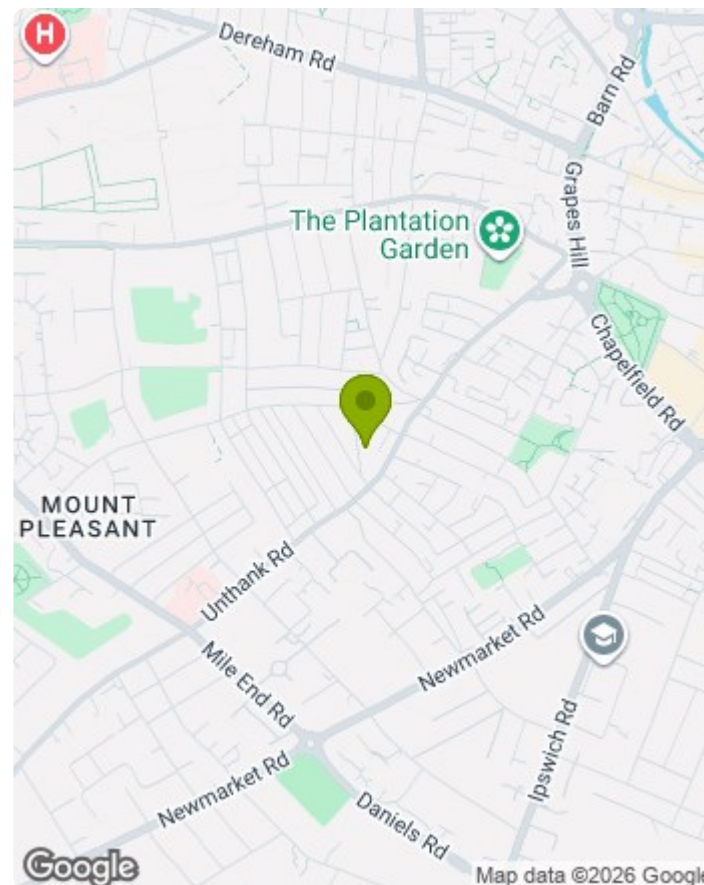 H
Dereham Rd
Barn Rd
Grapes Hill
The Plantation
Garden
Chapelfield Rd
MOUNT
PLEASANT
Unthank Rd
Mile End Rd
Newmarket Rd
Ipswich Rd
Newmarket Rd
Daniels Rd
Google
Map data ©2026 Google